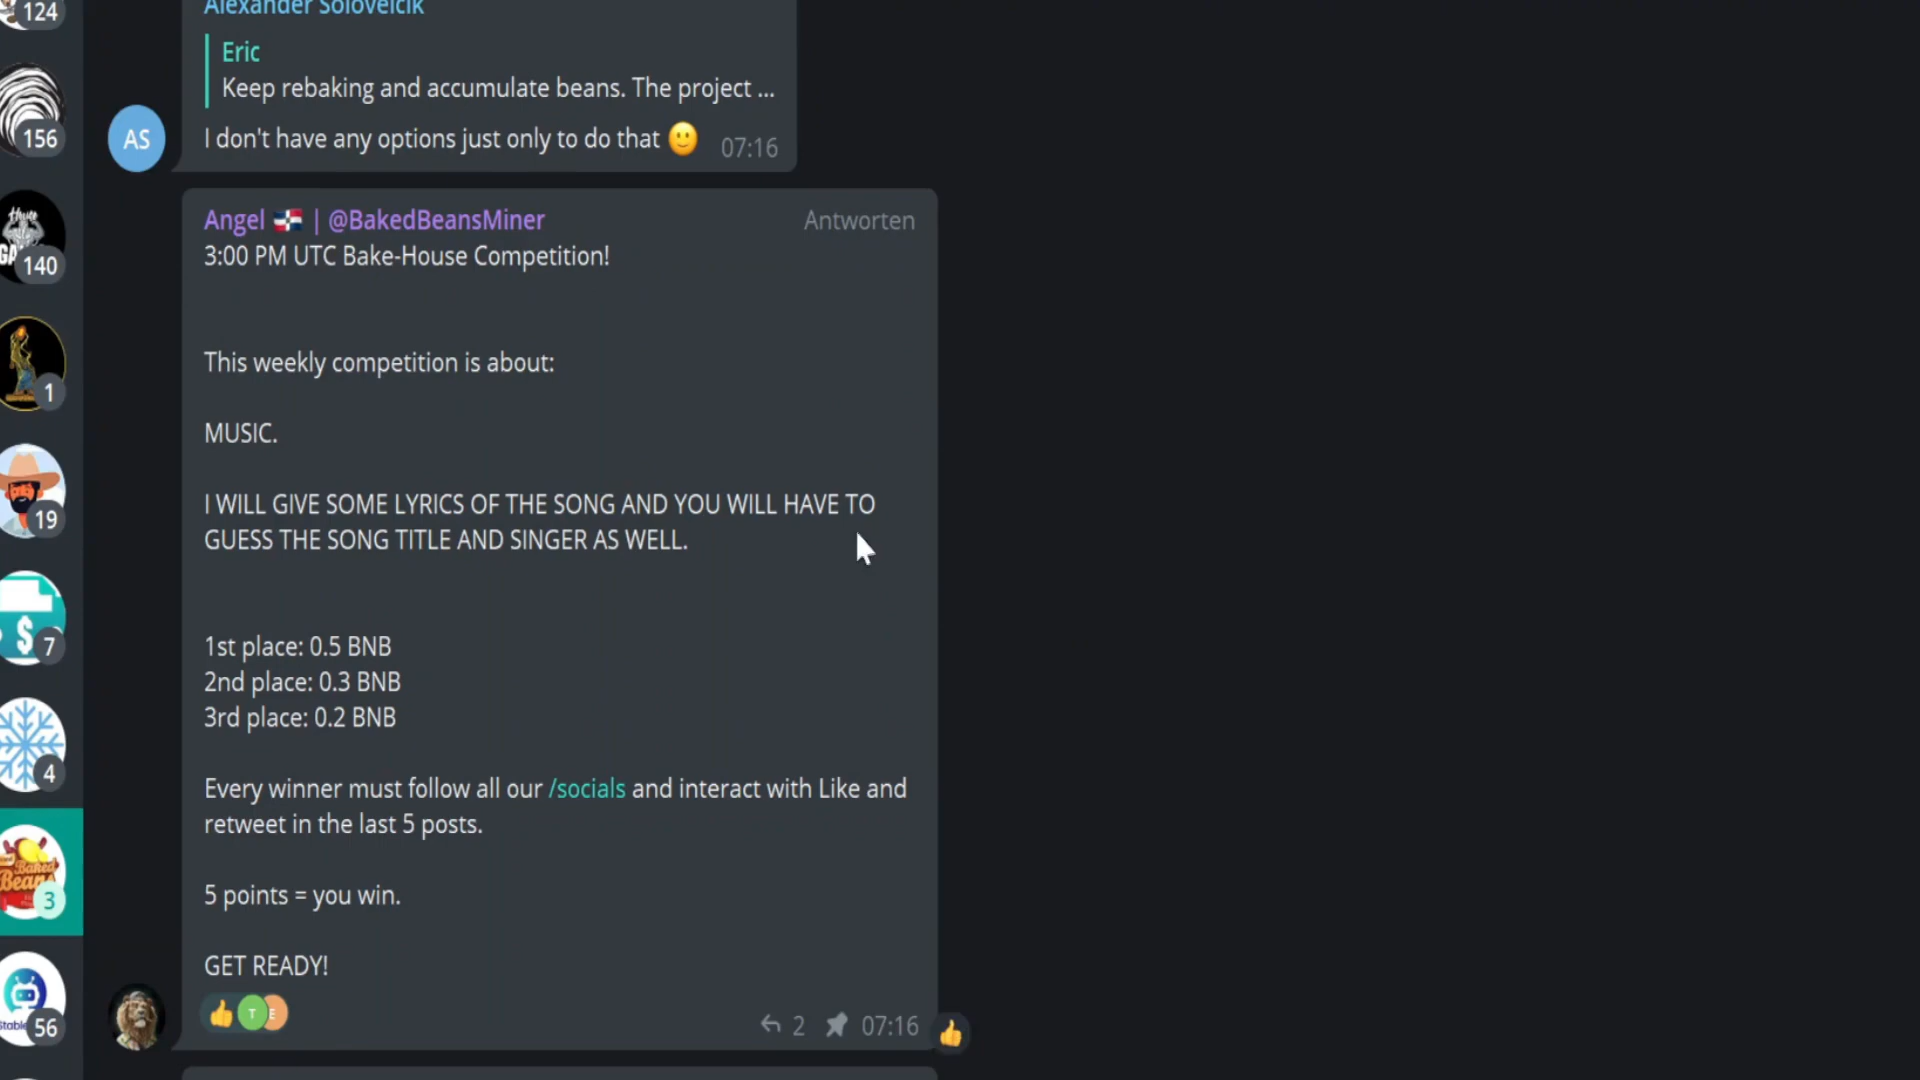 124
Alexander Soloveicik
Eric
Keep rebaking and accumulate beans. The project ...
156
AS
I don't have any options just only to do that 🙂 07:16
Angel 🇩🇴 | @BakedBeansMiner Antworten
3:00 PM UTC Bake-House Competition!
140
This weekly competition is about:
1
MUSIC.
I WILL GIVE SOME LYRICS OF THE SONG AND YOU WILL HAVE TO
GUESS THE SONG TITLE AND SINGER AS WELL.
19
1st place: 0.5 BNB
7
2nd place: 0.3 BNB
3rd place: 0.2 BNB
4
Every winner must follow all our /socials and interact with Like and
retweet in the last 5 posts.
Baked
Beans
3
5 points = you win.
GET READY!
👍 T E
2 07:16 👍
Stable
56